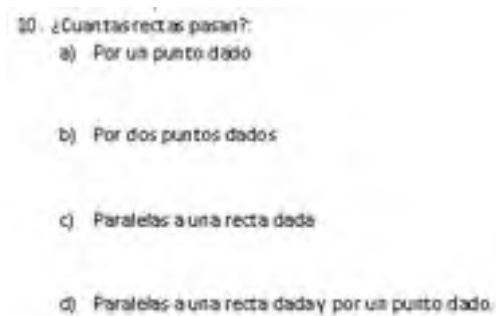 10. ¿Cuantas rectas pasan?:
a) Por un punto dado
b) Por dos puntos dados
c) Paralelas a una recta dada
d) Paralelas a una recta dada y por un punto dado.